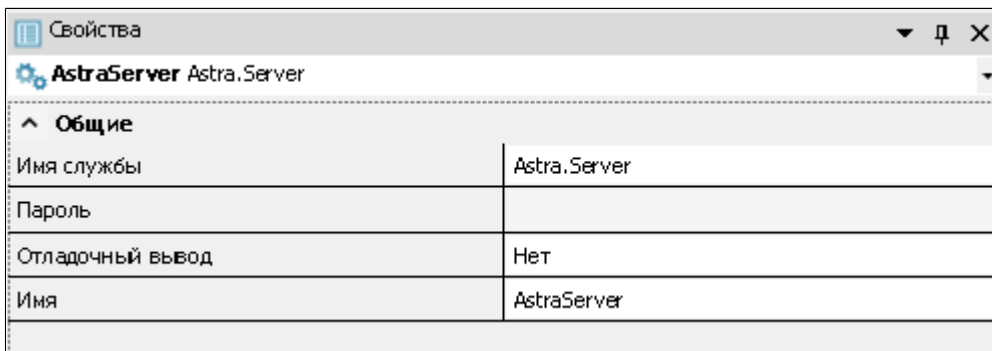 Свойства
AstraServer Astra.Server
Общие
Имя службы Astra.Server
Пароль
Отладочный вывод Нет
Имя AstraServer